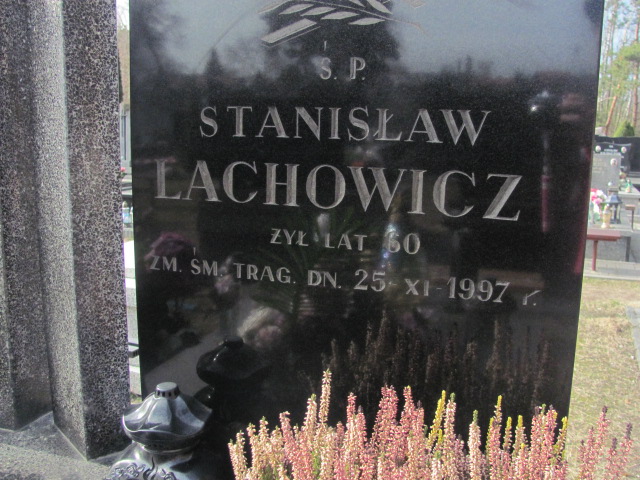 Ś. P.
STANISŁAW
LACHOWICZ
ŻYŁ LAT 60
ZM. ŚM. TRAG. DN. 25-XI-1997 r.